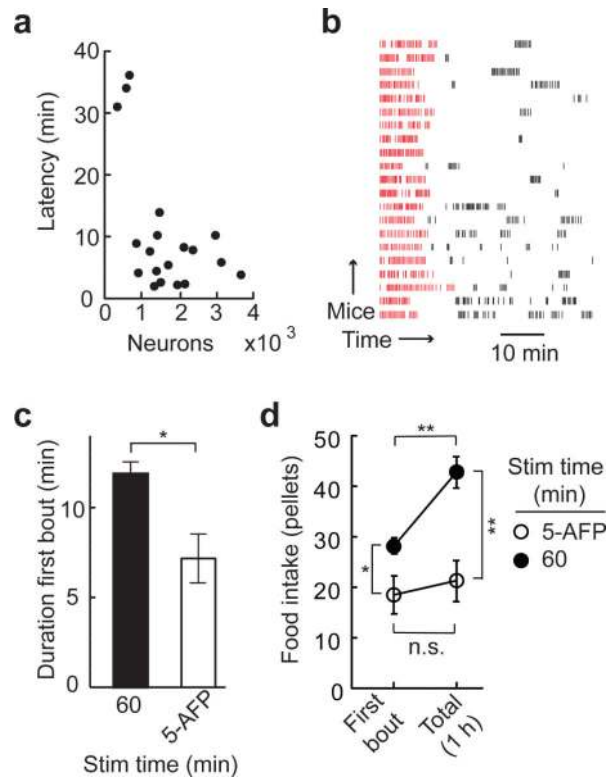 a
Latency (min)
40
30
20
10
0
0 1 2 3 4
Neurons x10 3
b
Mice
Time
10 min
c
Duration first bout (min)
10
5
0
*
60
5-AFP
Stim time (min)
d
Food intake (pellets)
50
40
30
20
10
0
**
*
**
n.s.
First
bout
Total
(1 h)
Stim time
(min)
5-AFP
60